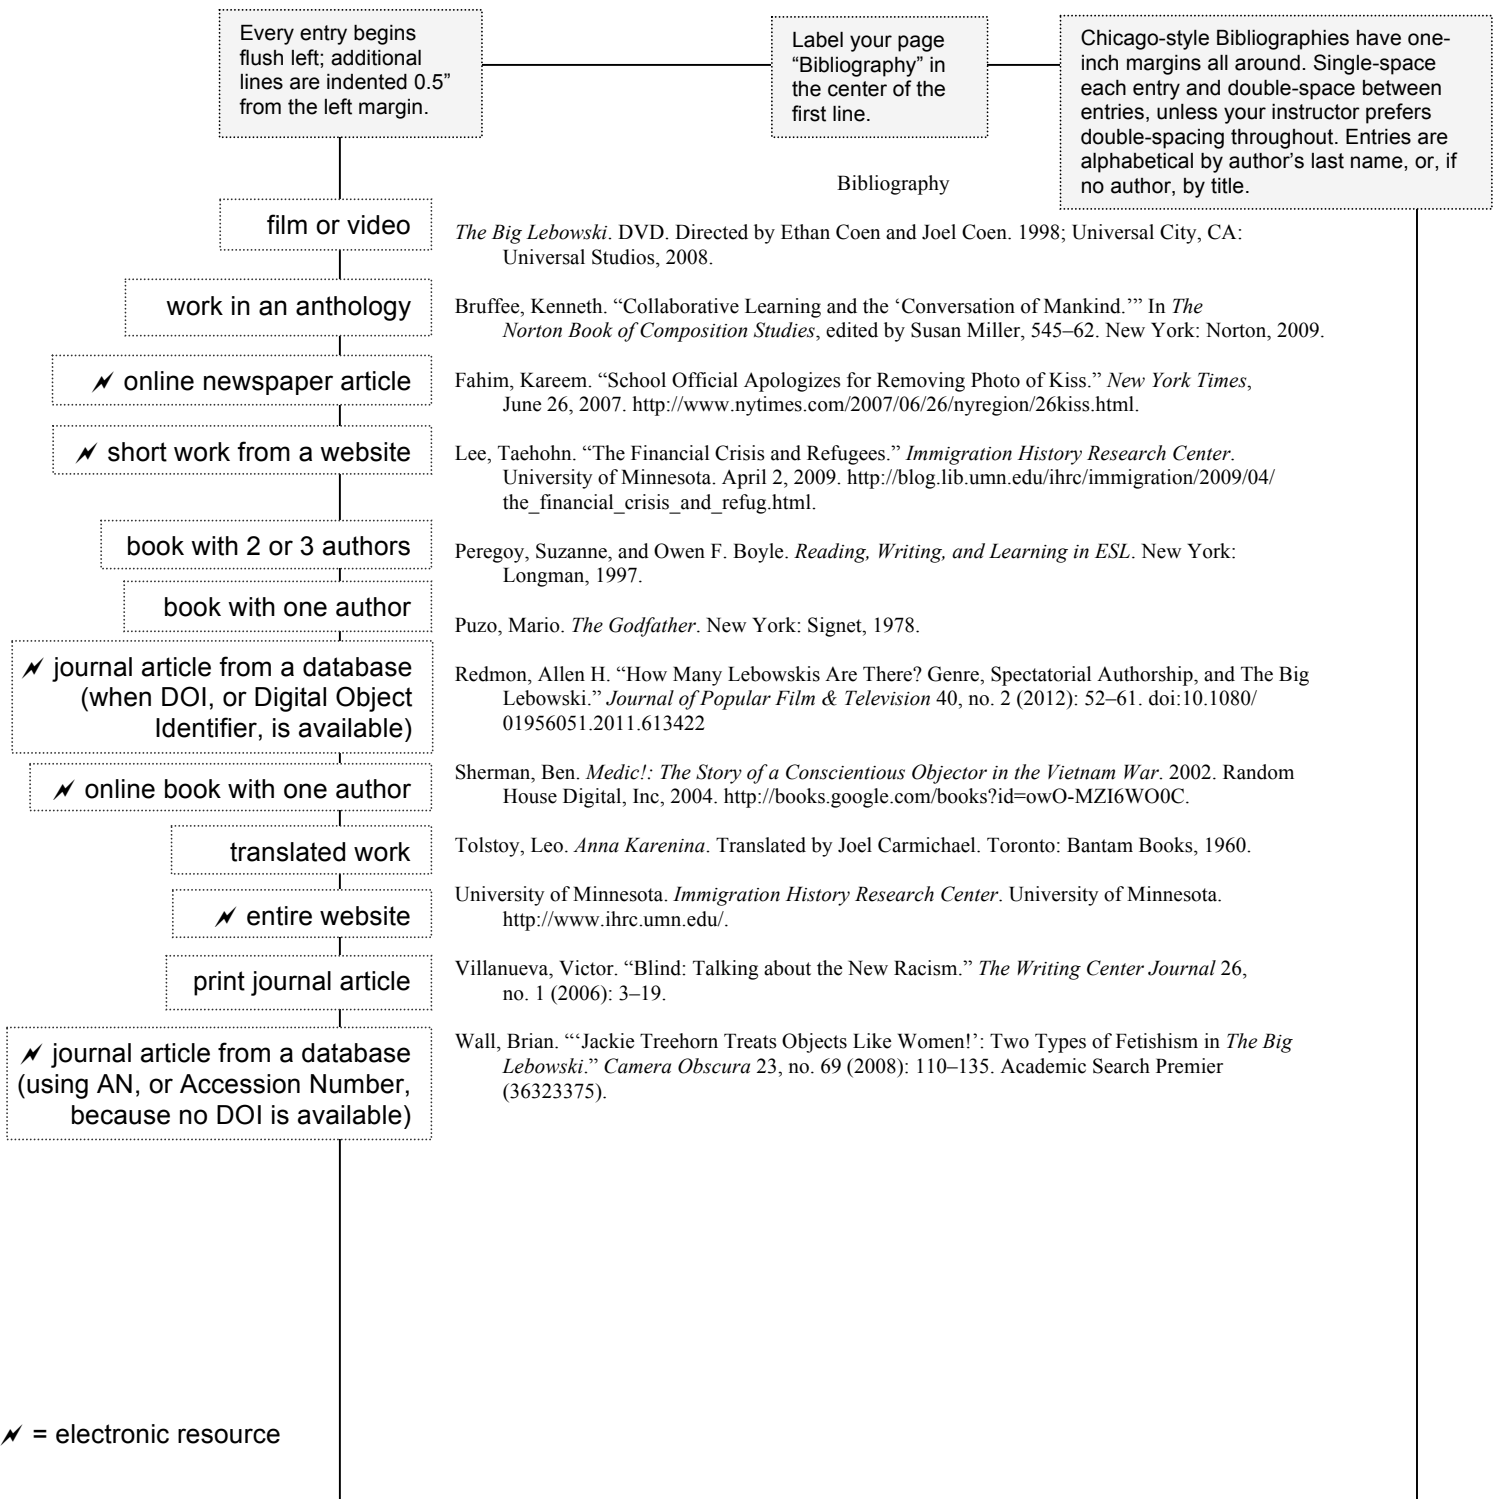 Every entry begins
flush left; additional
lines are indented 0.5”
from the left margin.
Label your page
“Bibliography” in
the center of the
first line.
Chicago-style Bibliographies have one-
inch margins all around. Single-space
each entry and double-space between
entries, unless your instructor prefers
double-spacing throughout. Entries are
alphabetical by author’s last name, or, if
no author, by title.
Bibliography
film or video
The Big Lebowski. DVD. Directed by Ethan Coen and Joel Coen. 1998; Universal City, CA:
Universal Studios, 2008.
work in an anthology
Bruffee, Kenneth. “Collaborative Learning and the ‘Conversation of Mankind.’” In The
Norton Book of Composition Studies, edited by Susan Miller, 545–62. New York: Norton, 2009.
online newspaper article
Fahim, Kareem. “School Official Apologizes for Removing Photo of Kiss.” New York Times,
June 26, 2007. http://www.nytimes.com/2007/06/26/nyregion/26kiss.html.
short work from a website
Lee, Taehohn. “The Financial Crisis and Refugees.” Immigration History Research Center.
University of Minnesota. April 2, 2009. http://blog.lib.umn.edu/ihrc/immigration/2009/04/
the_financial_crisis_and_refug.html.
book with 2 or 3 authors
Peregoy, Suzanne, and Owen F. Boyle. Reading, Writing, and Learning in ESL. New York:
Longman, 1997.
book with one author
Puzo, Mario. The Godfather. New York: Signet, 1978.
journal article from a database
(when DOI, or Digital Object
Identifier, is available)
Redmon, Allen H. “How Many Lebowskis Are There? Genre, Spectatorial Authorship, and The Big
Lebowski.” Journal of Popular Film & Television 40, no. 2 (2012): 52–61. doi:10.1080/
01956051.2011.613422
online book with one author
Sherman, Ben. Medic!: The Story of a Conscientious Objector in the Vietnam War. 2002. Random
House Digital, Inc, 2004. http://books.google.com/books?id=owO-MZI6WO0C.
translated work
Tolstoy, Leo. Anna Karenina. Translated by Joel Carmichael. Toronto: Bantam Books, 1960.
entire website
University of Minnesota. Immigration History Research Center. University of Minnesota.
http://www.ihrc.umn.edu/.
print journal article
Villanueva, Victor. “Blind: Talking about the New Racism.” The Writing Center Journal 26,
no. 1 (2006): 3–19.
journal article from a database
(using AN, or Accession Number,
because no DOI is available)
Wall, Brian. “‘Jackie Treehorn Treats Objects Like Women!’: Two Types of Fetishism in The Big
Lebowski.” Camera Obscura 23, no. 69 (2008): 110–135. Academic Search Premier
(36323375).
= electronic resource